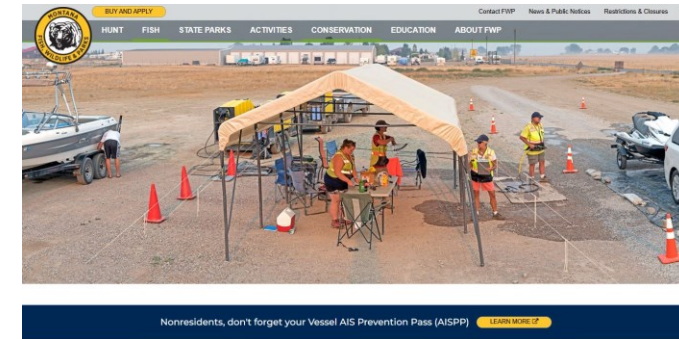 MONTANA
FISH, WILDLIFE & PARKS
BUY AND APPLY
Contact FWP
News & Public Notices
Restrictions & Closures
HUNT
FISH
STATE PARKS
ACTIVITIES
CONSERVATION
EDUCATION
ABOUT FWP
Nonresidents, don't forget your Vessel AIS Prevention Pass (AISPP)
LEARN MORE